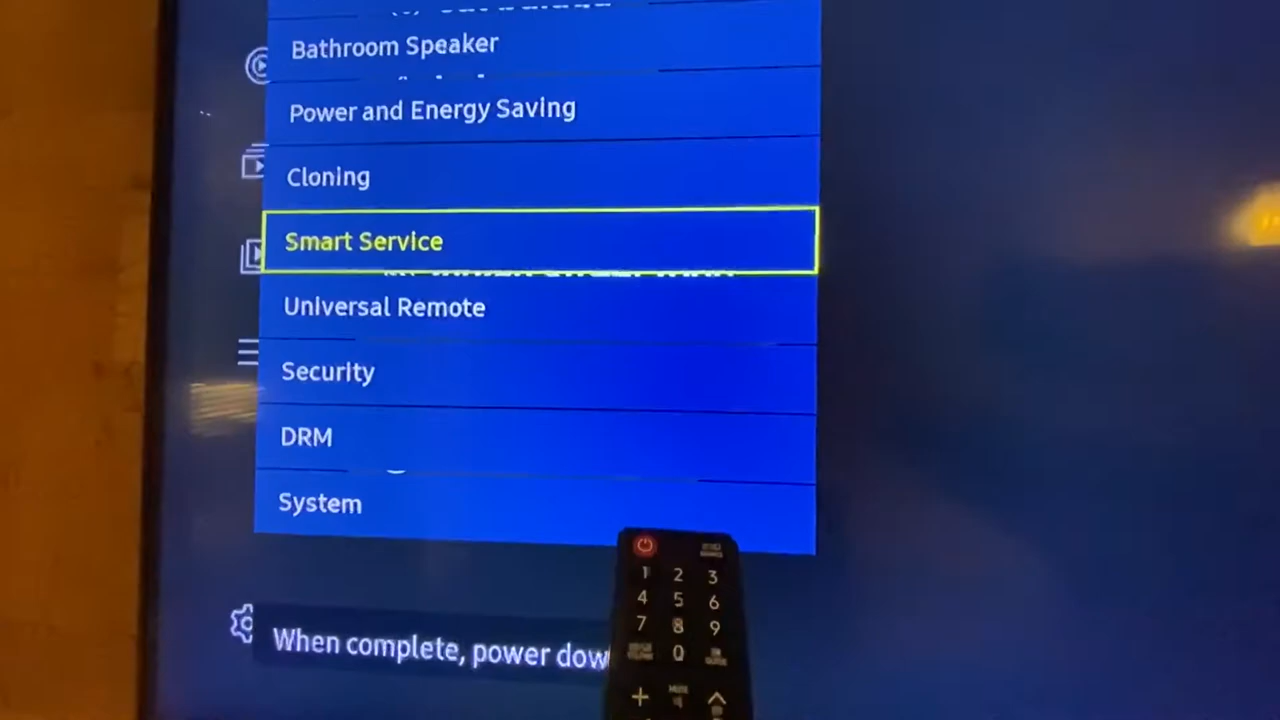 Bathroom Speaker
Power and Energy Saving
Cloning
Smart Service
Universal Remote
Security
DRM
System
When complete, power dow
1 2 3
4 5 6
7 8 9
0
+ MUTE